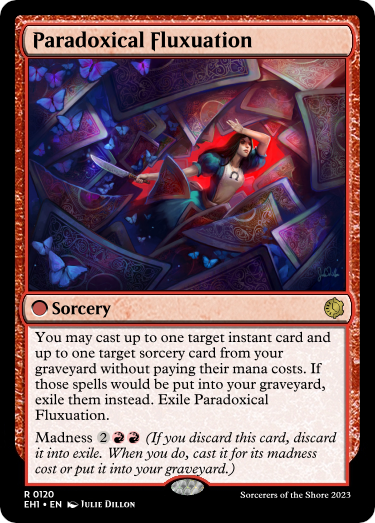 Paradoxical Fluxuation
Sorcery
You may cast up to one target instant card and
up to one target sorcery card from your
graveyard without paying their mana costs. If
those spells would be put into your graveyard,
exile them instead. Exile Paradoxical
Fluxuation.
Madness 2 (If you discard this card, discard
it into exile. When you do, cast it for its madness
cost or put it into your graveyard.)
R 0120
EH1 • EN Julie Dillon
Sorcerers of the Shore 2023